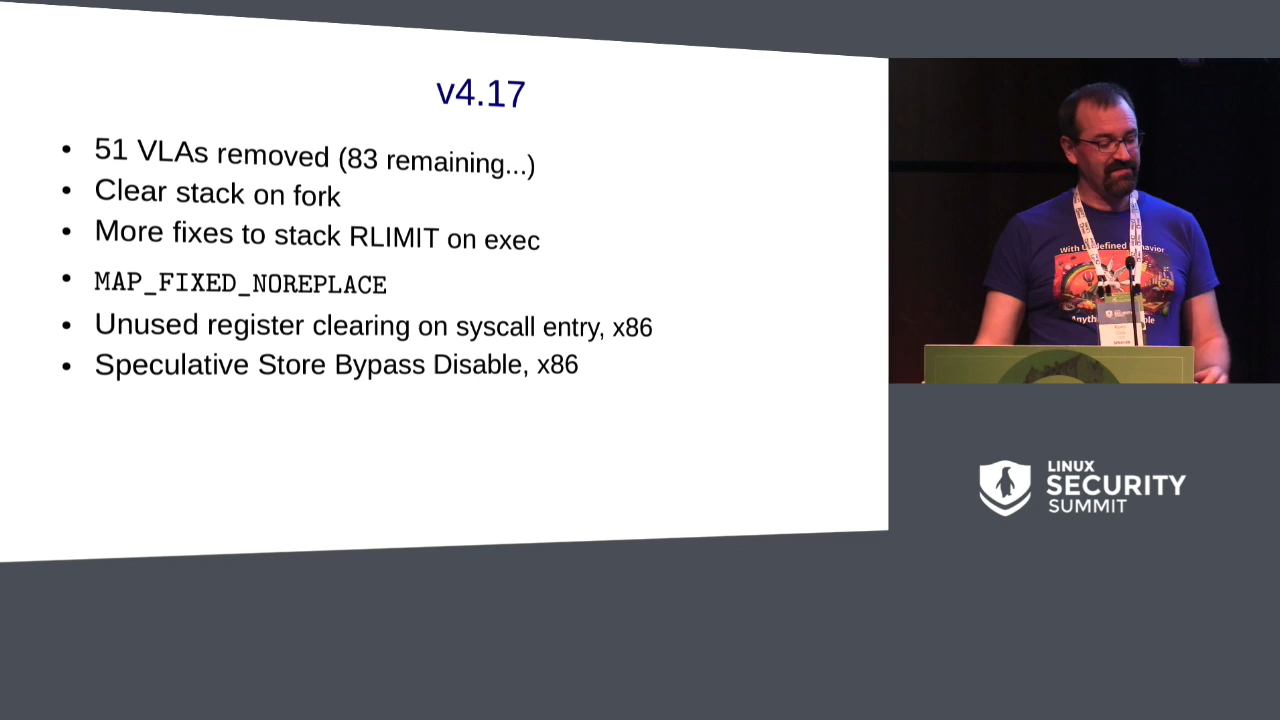 v4.17
• 51 VLAs removed (83 remaining...)
• Clear stack on fork
• More fixes to stack RLIMIT on exec
• MAP_FIXED_NOREPLACE
• Unused register clearing on syscall entry, x86
• Speculative Store Bypass Disable, x86
With
LINUX
SECURITY
SUMMIT